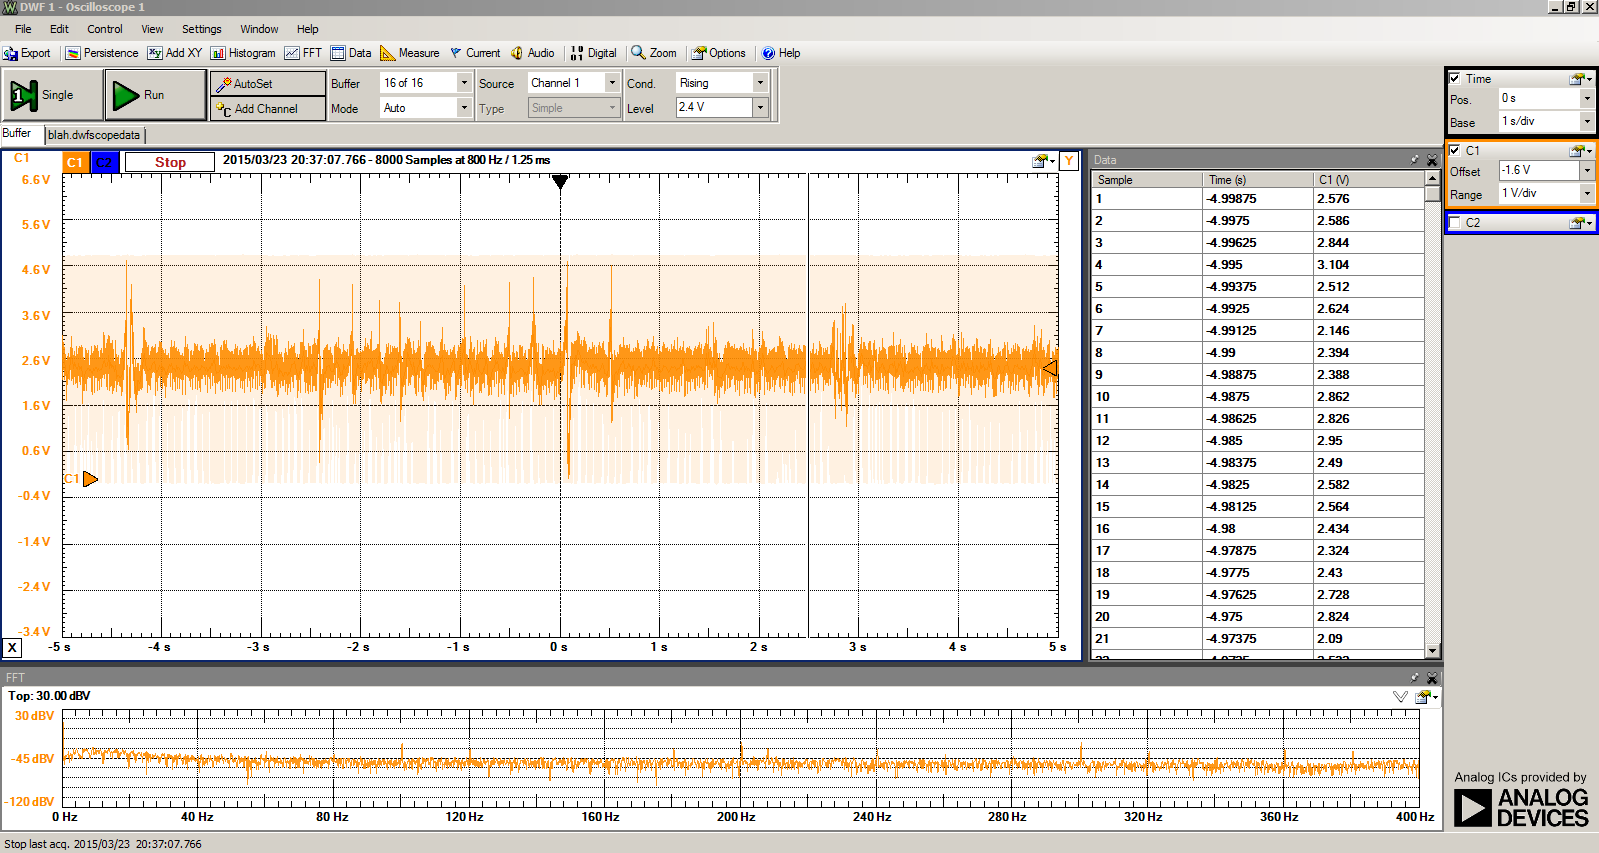 DWF 1 - Oscilloscope 1
File Edit Control View Settings Window Help
Export Persistence Add XY Histogram FFT Data Measure Current Audio Digital Zoom Options Help
Single Run AutoSet Buffer 16 of 16 Source Channel 1 Cond. Rising
Add Channel Mode Auto Type Simple Level 2.4 V
Buffer blah.dwfscopedata
C1 C1 C2 Stop 2015/03/23 20:37:07.766 - 8000 Samples at 800 Hz / 1.25 ms Y
6.6 V
5.6 V
4.6 V
3.6 V
2.6 V
1.6 V
0.6 V
C1
-0.4 V
-1.4 V
-2.4 V
-3.4 V
X -5 s -4 s -3 s -2 s -1 s 0 s 1 s 2 s 3 s 4 s 5 s
Data
Sample Time (s) C1 (V)
1 -4.99875 2.576
2 -4.9975 2.586
3 -4.99625 2.844
4 -4.995 3.104
5 -4.99375 2.512
6 -4.9925 2.624
7 -4.99125 2.146
8 -4.99 2.394
9 -4.98875 2.388
10 -4.9875 2.862
11 -4.98625 2.826
12 -4.985 2.95
13 -4.98375 2.49
14 -4.9825 2.582
15 -4.98125 2.564
16 -4.98 2.434
17 -4.97875 2.324
18 -4.9775 2.43
19 -4.97625 2.728
20 -4.975 2.824
21 -4.97375 2.09
Time
Pos. 0 s
Base 1 s/div
C1
Offset -1.6 V
Range 1 V/div
C2
FFT
Top: 30.00 dBV
30 dBV
-45 dBV
-120 dBV
0 Hz 40 Hz 80 Hz 120 Hz 160 Hz 200 Hz 240 Hz 280 Hz 320 Hz 360 Hz 400 Hz
Analog ICs provided by
ANALOG
DEVICES
Stop last acq. 2015/03/23 20:37:07.766